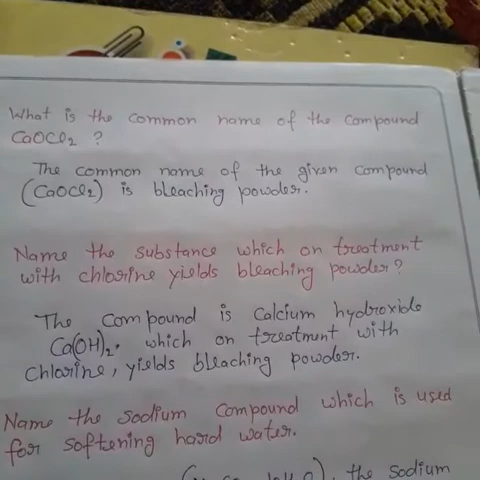 What is the common name of the compound
CaOCl₂ ?
The common name of the given compound
(CaOCl₂) is bleaching powder.
Name the substance which on treatment
with chlorine yields bleaching powder?
The compound is calcium hydroxide
Ca(OH)₂, which on treatment with
chlorine, yields bleaching powder.
Name the sodium compound which is used
for softening hard water.
the sodium